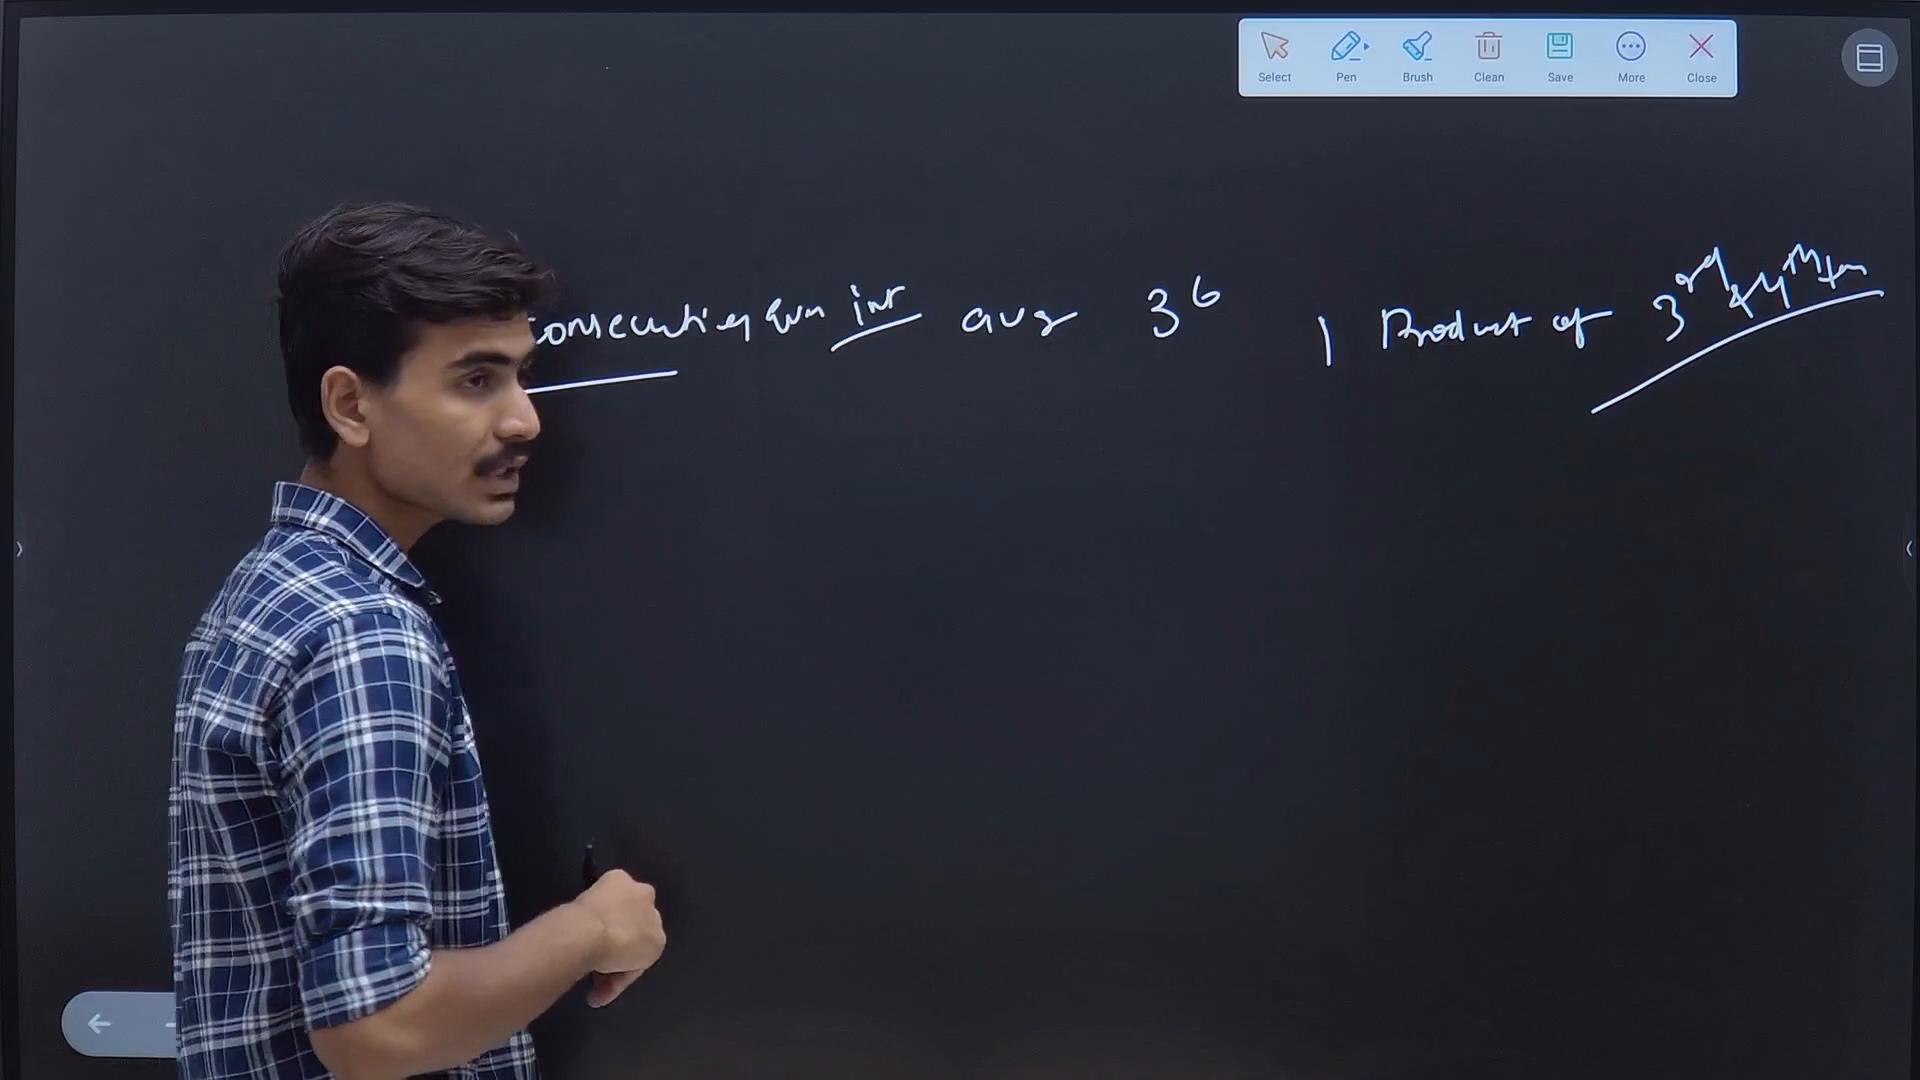 Select Pen Brush Clean Save More Close
consecutive even int avg 36 | Product of 3rd & 4th term